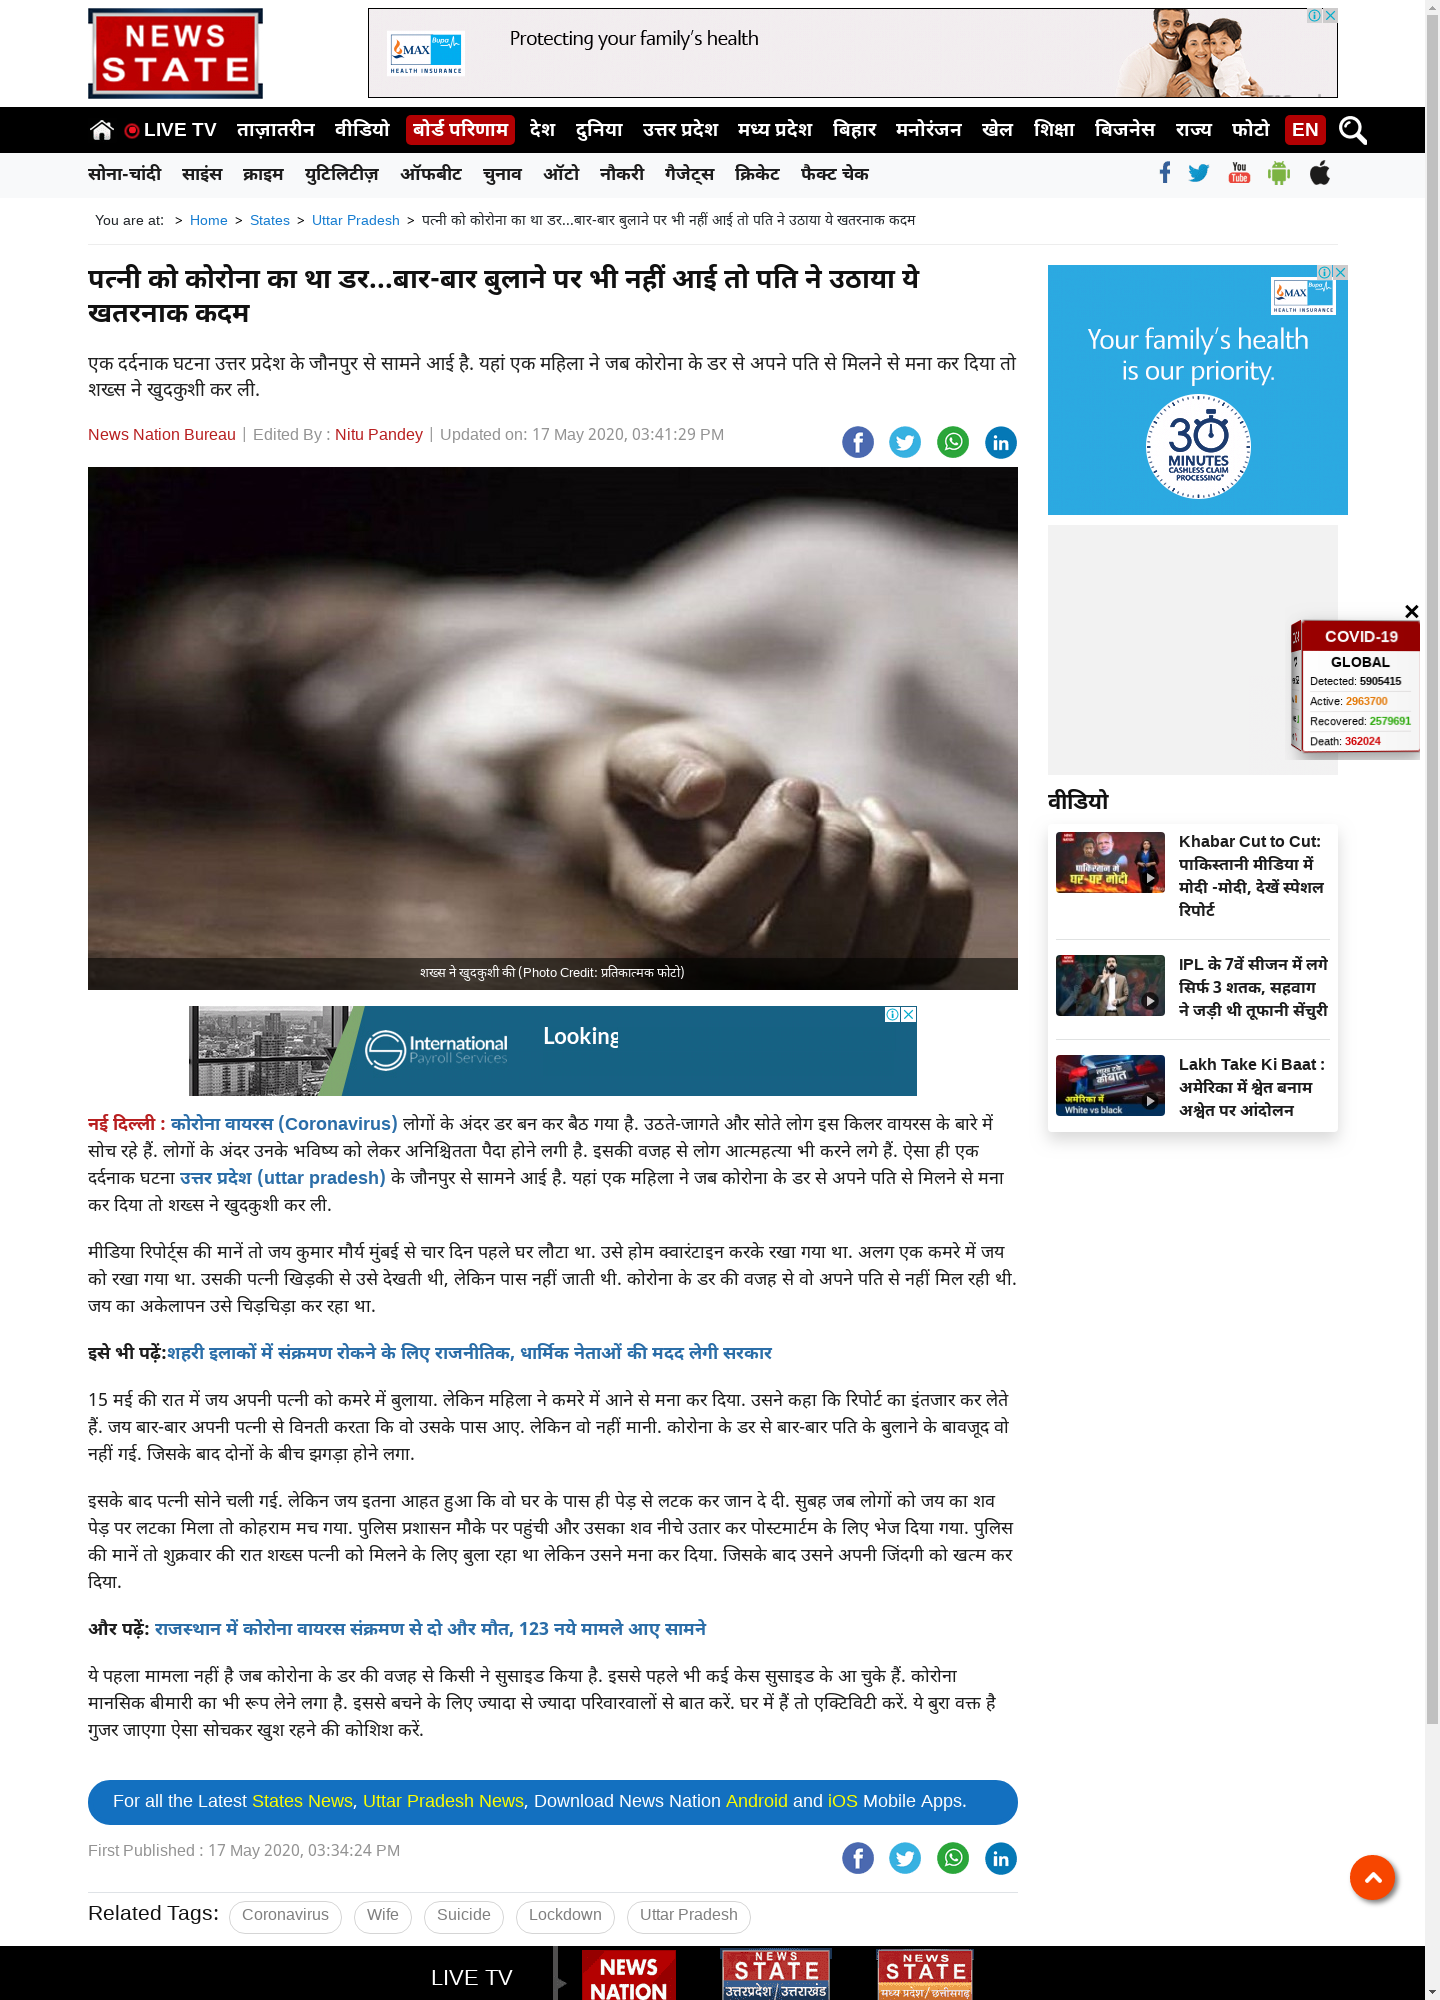 NEWS
STATE
MAX Bupa
HEALTH INSURANCE
Protecting your family's health
LIVE TV ताज़ातरीन वीडियो बोर्ड परिणाम देश दुनिया उत्तर प्रदेश मध्य प्रदेश बिहार मनोरंजन खेल शिक्षा बिजनेस राज्य फोटो EN
सोना-चांदी साइंस क्राइम युटिलिटीज़ ऑफबीट चुनाव ऑटो नौकरी गैजेट्स क्रिकेट फैक्ट चेक
You Tube
You are at: > Home > States > Uttar Pradesh > पत्नी को कोरोना का था डर...बार-बार बुलाने पर भी नहीं आई तो पति ने उठाया ये खतरनाक कदम
पत्नी को कोरोना का था डर...बार-बार बुलाने पर भी नहीं आई तो पति ने उठाया ये
खतरनाक कदम
एक दर्दनाक घटना उत्तर प्रदेश के जौनपुर से सामने आई है. यहां एक महिला ने जब कोरोना के डर से अपने पति से मिलने से मना कर दिया तो
शख्स ने खुदकुशी कर ली.
News Nation Bureau | Edited By : Nitu Pandey | Updated on: 17 May 2020, 03:41:29 PM
शख्स ने खुदकुशी की (Photo Credit: प्रतिकात्मक फोटो)
International
Payroll Services
Looking
नई दिल्ली : कोरोना वायरस (Coronavirus) लोगों के अंदर डर बन कर बैठ गया है. उठते-जागते और सोते लोग इस किलर वायरस के बारे में
सोच रहे हैं. लोगों के अंदर उनके भविष्य को लेकर अनिश्चितता पैदा होने लगी है. इसकी वजह से लोग आत्महत्या भी करने लगे हैं. ऐसा ही एक
दर्दनाक घटना उत्तर प्रदेश (uttar pradesh) के जौनपुर से सामने आई है. यहां एक महिला ने जब कोरोना के डर से अपने पति से मिलने से मना
कर दिया तो शख्स ने खुदकुशी कर ली.
मीडिया रिपोर्ट्स की मानें तो जय कुमार मौर्य मुंबई से चार दिन पहले घर लौटा था. उसे होम क्वारंटाइन करके रखा गया था. अलग एक कमरे में जय
को रखा गया था. उसकी पत्नी खिड़की से उसे देखती थी, लेकिन पास नहीं जाती थी. कोरोना के डर की वजह से वो अपने पति से नहीं मिल रही थी.
जय का अकेलापन उसे चिड़चिड़ा कर रहा था.
इसे भी पढ़ें:शहरी इलाकों में संक्रमण रोकने के लिए राजनीतिक, धार्मिक नेताओं की मदद लेगी सरकार
15 मई की रात में जय अपनी पत्नी को कमरे में बुलाया. लेकिन महिला ने कमरे में आने से मना कर दिया. उसने कहा कि रिपोर्ट का इंतजार कर लेते
हैं. जय बार-बार अपनी पत्नी से विनती करता कि वो उसके पास आए. लेकिन वो नहीं मानी. कोरोना के डर से बार-बार पति के बुलाने के बावजूद वो
नहीं गई. जिसके बाद दोनों के बीच झगड़ा होने लगा.
इसके बाद पत्नी सोने चली गई. लेकिन जय इतना आहत हुआ कि वो घर के पास ही पेड़ से लटक कर जान दे दी. सुबह जब लोगों को जय का शव
पेड़ पर लटका मिला तो कोहराम मच गया. पुलिस प्रशासन मौके पर पहुंची और उसका शव नीचे उतार कर पोस्टमार्टम के लिए भेज दिया गया. पुलिस
की मानें तो शुक्रवार की रात शख्स पत्नी को मिलने के लिए बुला रहा था लेकिन उसने मना कर दिया. जिसके बाद उसने अपनी जिंदगी को खत्म कर
दिया.
और पढ़ें: राजस्थान में कोरोना वायरस संक्रमण से दो और मौत, 123 नये मामले आए सामने
ये पहला मामला नहीं है जब कोरोना के डर की वजह से किसी ने सुसाइड किया है. इससे पहले भी कई केस सुसाइड के आ चुके हैं. कोरोना
मानसिक बीमारी का भी रूप लेने लगा है. इससे बचने के लिए ज्यादा से ज्यादा परिवारवालों से बात करें. घर में हैं तो एक्टिविटी करें. ये बुरा वक्त है
गुजर जाएगा ऐसा सोचकर खुश रहने की कोशिश करें.
For all the Latest States News, Uttar Pradesh News, Download News Nation Android and iOS Mobile Apps.
First Published : 17 May 2020, 03:34:24 PM
Related Tags: Coronavirus Wife Suicide Lockdown Uttar Pradesh
MAX Bupa
HEALTH INSURANCE
Your family's health
is our priority.
30
MINUTES
CASHLESS CLAIM
PROCESSING*
COVID-19
GLOBAL
Detected: 5905415
Active: 2963700
Recovered: 2579691
Death: 362024
वीडियो
पाकिस्तान में
घर-घर मोदी
Khabar Cut to Cut:
पाकिस्तानी मीडिया में
मोदी -मोदी, देखें स्पेशल
रिपोर्ट
IPL के 7वें सीजन में लगे
सिर्फ 3 शतक, सहवाग
ने जड़ी थी तूफानी सेंचुरी
लाख टके
की बात
अमेरिका में
White vs black
Lakh Take Ki Baat :
अमेरिका में श्वेत बनाम
अश्वेत पर आंदोलन
LIVE TV
NEWS
NATION
NEWS
STATE
उत्तरप्रदेश/उत्तराखंड
NEWS
STATE
मध्य प्रदेश/छत्तीसगढ़